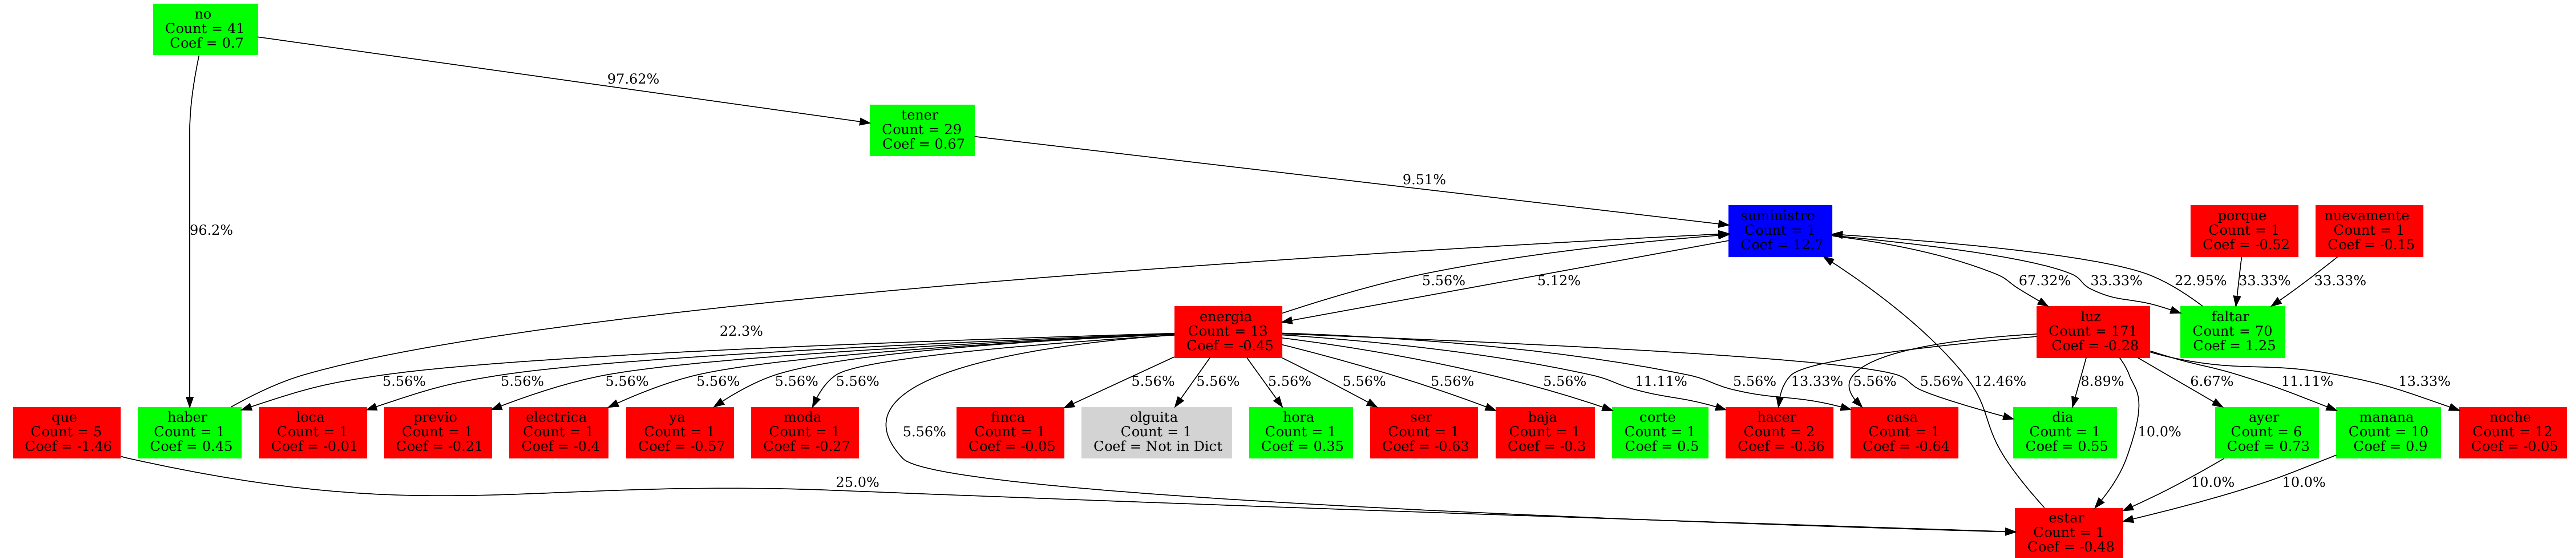 no
Count = 41
Coef = 0.7
97.62%
tener
Count = 29
Coef = 0.67
9.51%
96.2%
suministro
Count = 1
Coef = 12.7
porque
Count = 1
Coef = -0.52
nuevamente
Count = 1
Coef = -0.15
5.56%
5.12%
67.32%
33.33%
22.95%
33.33%
33.33%
22.3%
energia
Count = 13
Coef = -0.45
luz
Count = 171
Coef = -0.28
faltar
Count = 70
Coef = 1.25
5.56%
5.56%
5.56%
5.56%
5.56%
5.56%
5.56%
5.56%
5.56%
5.56%
5.56%
5.56%
11.11%
5.56%
13.33%
5.56%
5.56%
8.89%
6.67%
11.11%
13.33%
12.46%
que
Count = 5
Coef = -1.46
haber
Count = 1
Coef = 0.45
loca
Count = 1
Coef = -0.01
previo
Count = 1
Coef = -0.21
electrica
Count = 1
Coef = -0.4
ya
Count = 1
Coef = -0.57
moda
Count = 1
Coef = -0.27
5.56%
finca
Count = 1
Coef = -0.05
olguita
Count = 1
Coef = Not in Dict
hora
Count = 1
Coef = 0.35
ser
Count = 1
Coef = -0.63
baja
Count = 1
Coef = -0.3
corte
Count = 1
Coef = 0.5
hacer
Count = 2
Coef = -0.36
casa
Count = 1
Coef = -0.64
dia
Count = 1
Coef = 0.55
10.0%
ayer
Count = 6
Coef = 0.73
manana
Count = 10
Coef = 0.9
noche
Count = 12
Coef = -0.05
25.0%
10.0%
10.0%
estar
Count = 1
Coef = -0.48